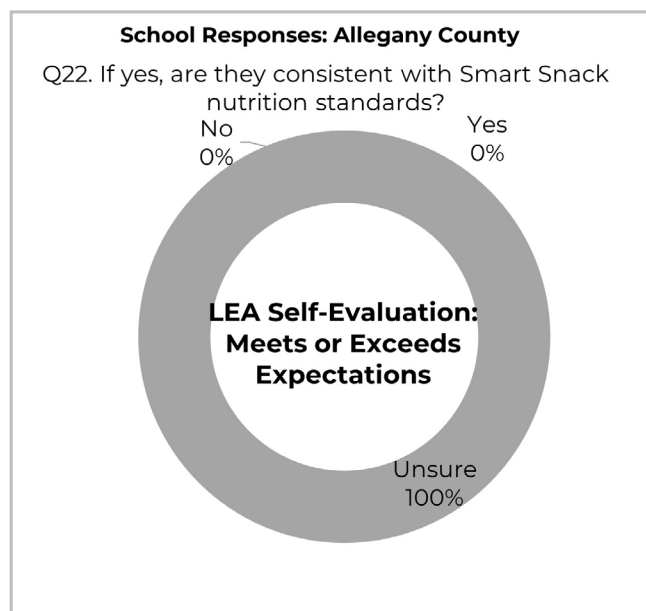 School Responses: Allegany County
Q22. If yes, are they consistent with Smart Snack
nutrition standards?
No
0%
Yes
0%
LEA Self-Evaluation:
Meets or Exceeds
Expectations
Unsure
100%